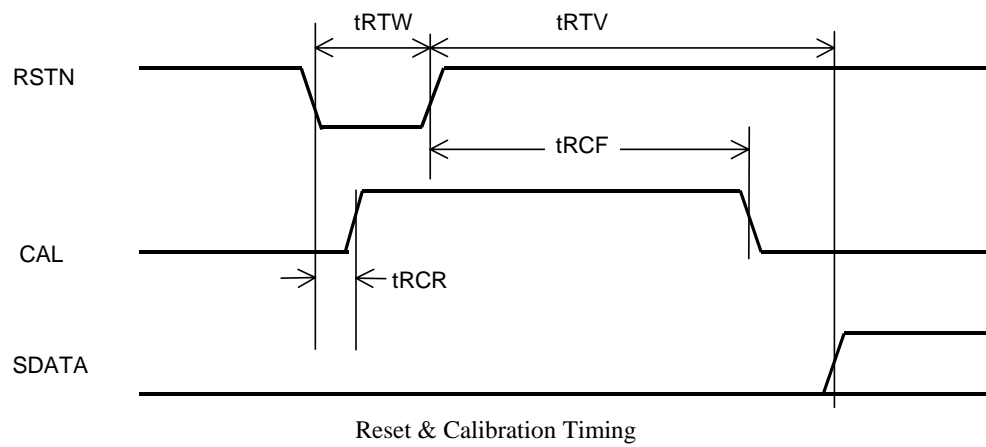 tRTW
tRTV
RSTN
tRCF
CAL
tRCR
SDATA
Reset & Calibration Timing